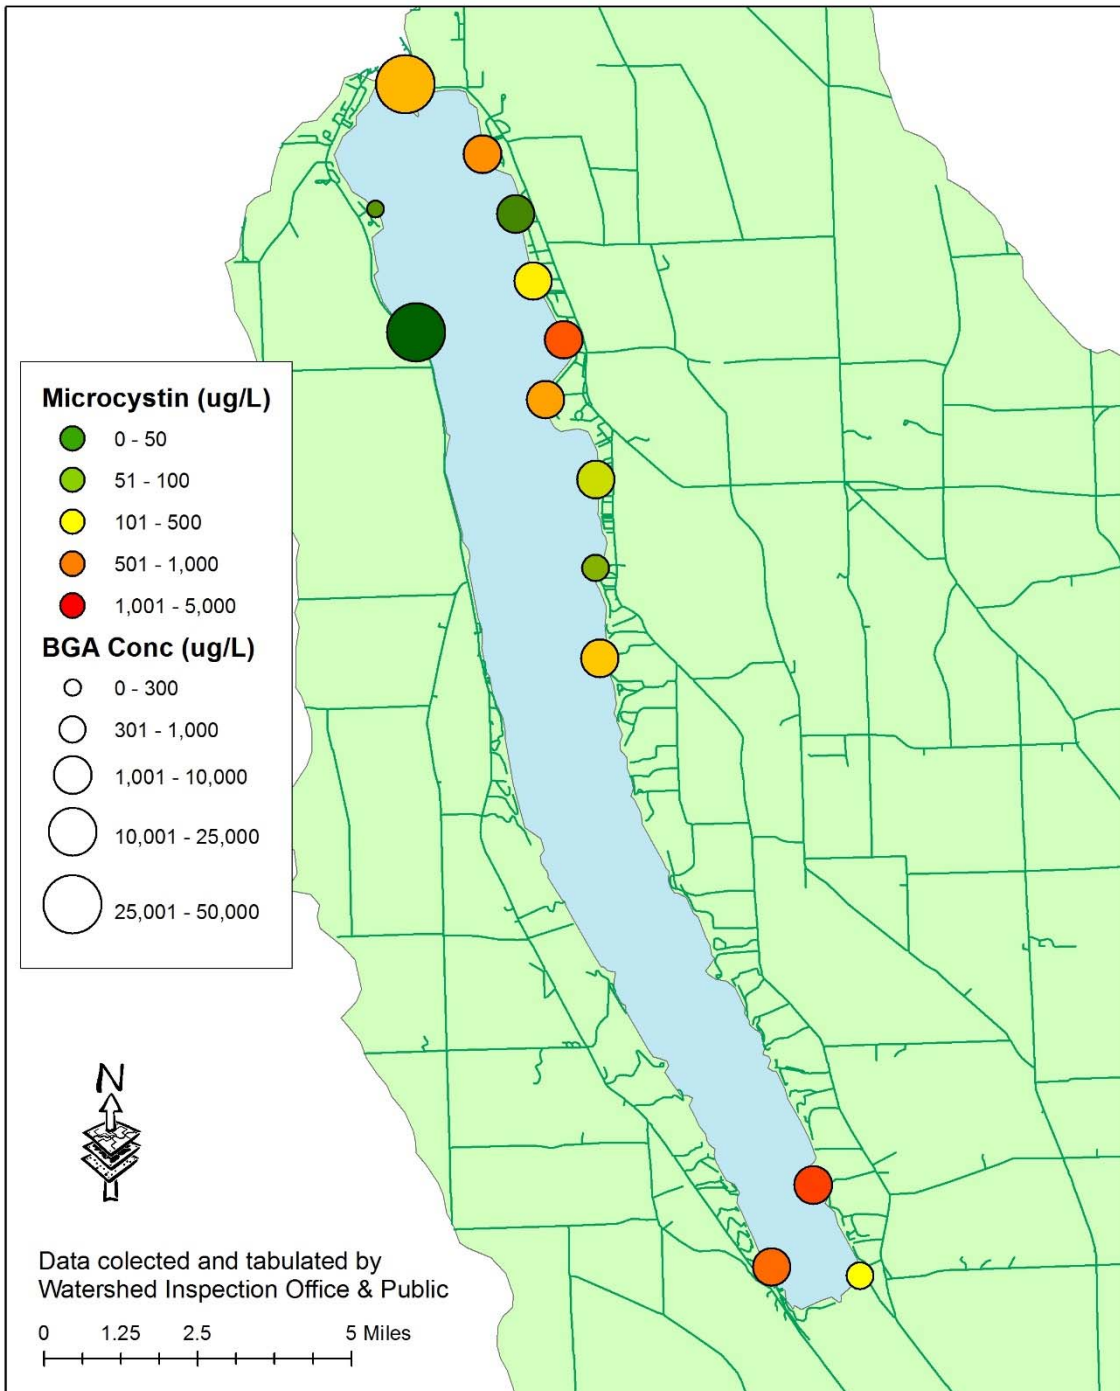 Microcystin (ug/L)
0 - 50
51 - 100
101 - 500
501 - 1,000
1,001 - 5,000
BGA Conc (ug/L)
0 - 300
301 - 1,000
1,001 - 10,000
10,001 - 25,000
25,001 - 50,000
N
Data colected and tabulated by
Watershed Inspection Office & Public
0 1.25 2.5 5 Miles